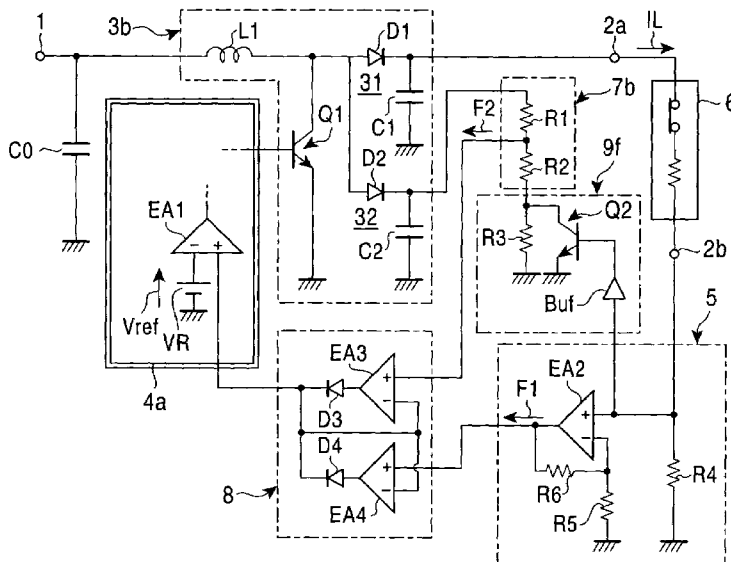 1
3b
L1
D1
2a
IL
31
C1
7b
F2
R1
R2
6
C0
Q1
D2
32
C2
9f
Q2
R3
Buf
2b
5
EA1
−
+
Vref
VR
4a
EA3
+
−
D3
D4
+
−
EA4
8
F1
EA2
+
−
R6
R5
R4